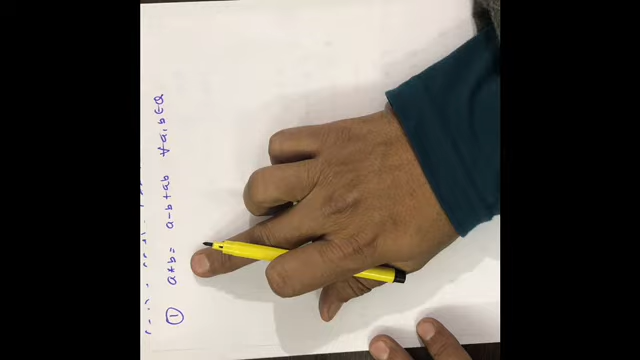 ① a*b = a-b+ab ∀ a,b ∈ Q